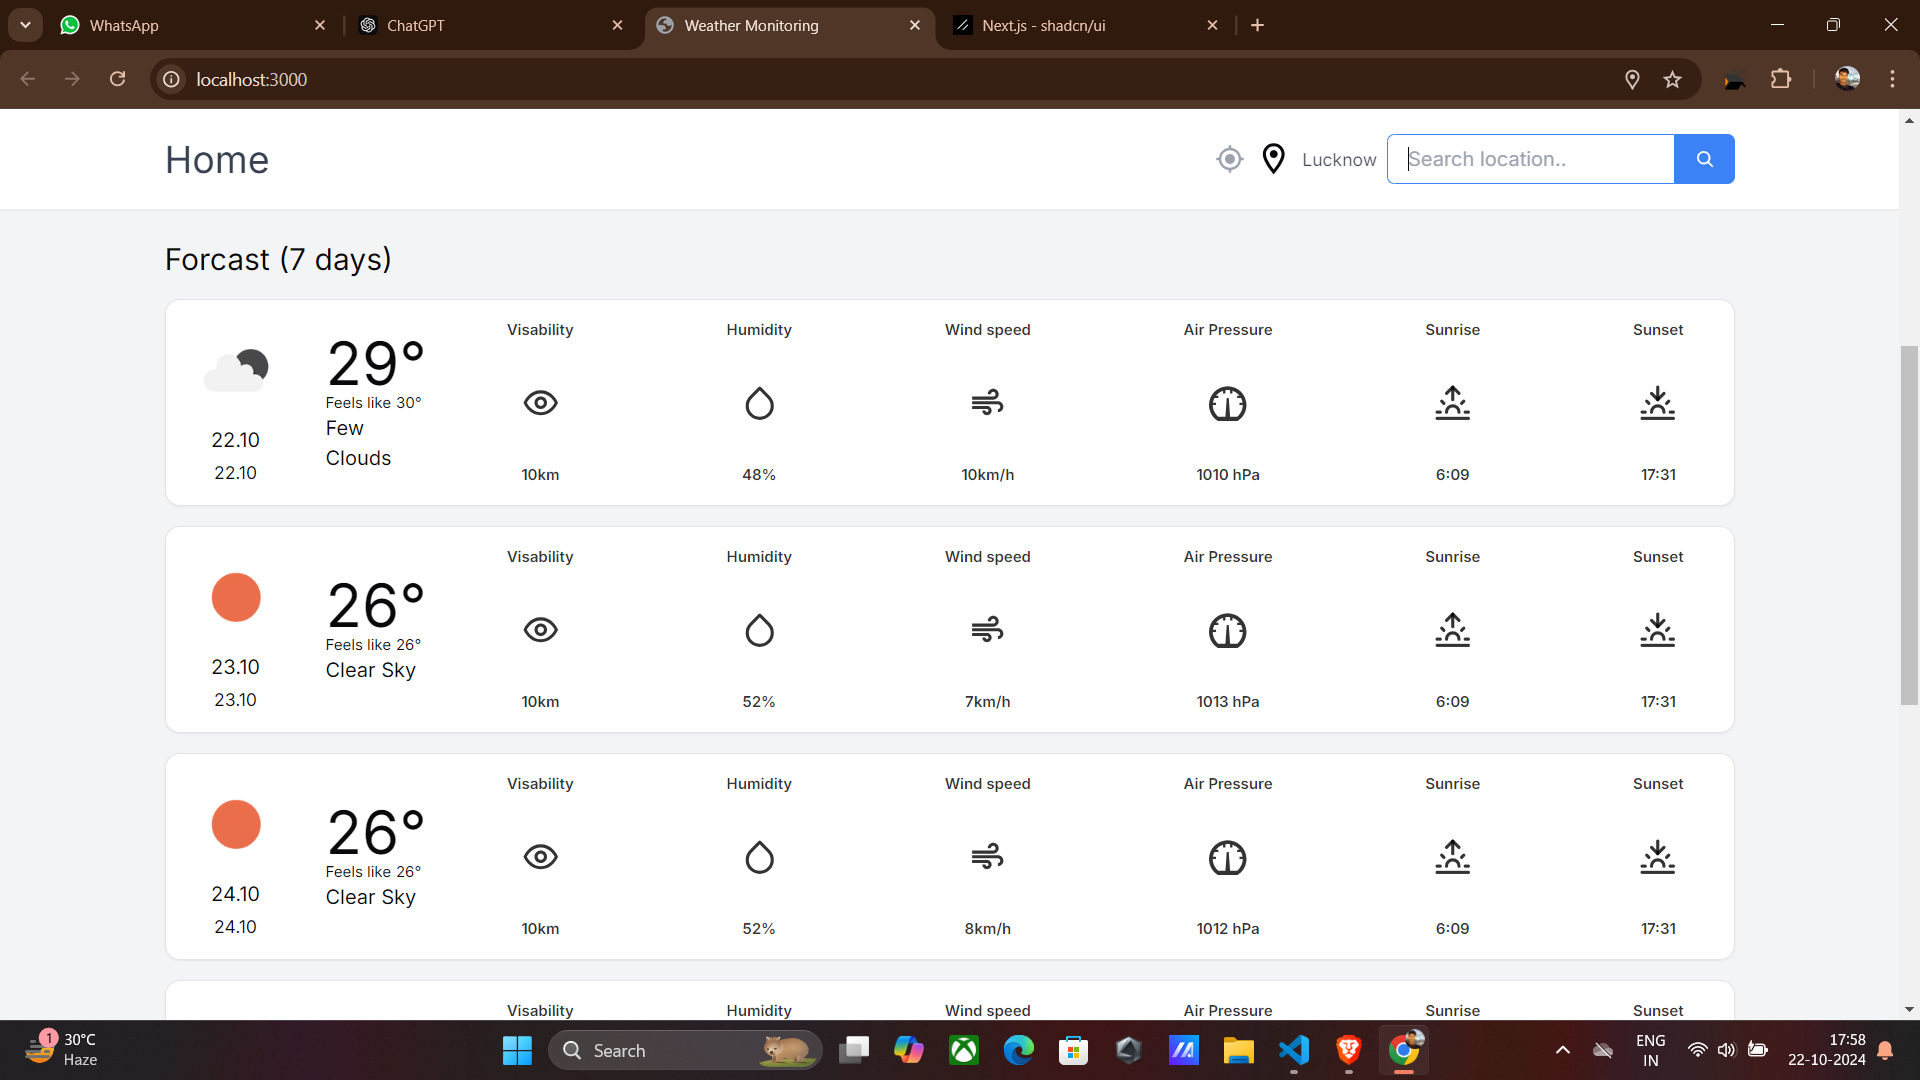 WhatsApp
ChatGPT
Weather Monitoring
Next.js - shadcn/ui
localhost:3000
Home
Lucknow
Search location..
Forcast (7 days)
Visability Humidity Wind speed Air Pressure Sunrise Sunset
29°
Feels like 30°
Few
Clouds
22.10
22.10
10km 48% 10km/h 1010 hPa 6:09 17:31
Visability Humidity Wind speed Air Pressure Sunrise Sunset
26°
Feels like 26°
Clear Sky
23.10
23.10
10km 52% 7km/h 1013 hPa 6:09 17:31
Visability Humidity Wind speed Air Pressure Sunrise Sunset
26°
Feels like 26°
Clear Sky
24.10
24.10
10km 52% 8km/h 1012 hPa 6:09 17:31
Visability Humidity Wind speed Air Pressure Sunrise Sunset
1
30°C
Haze
Search
ENG
IN
17:58
22-10-2024